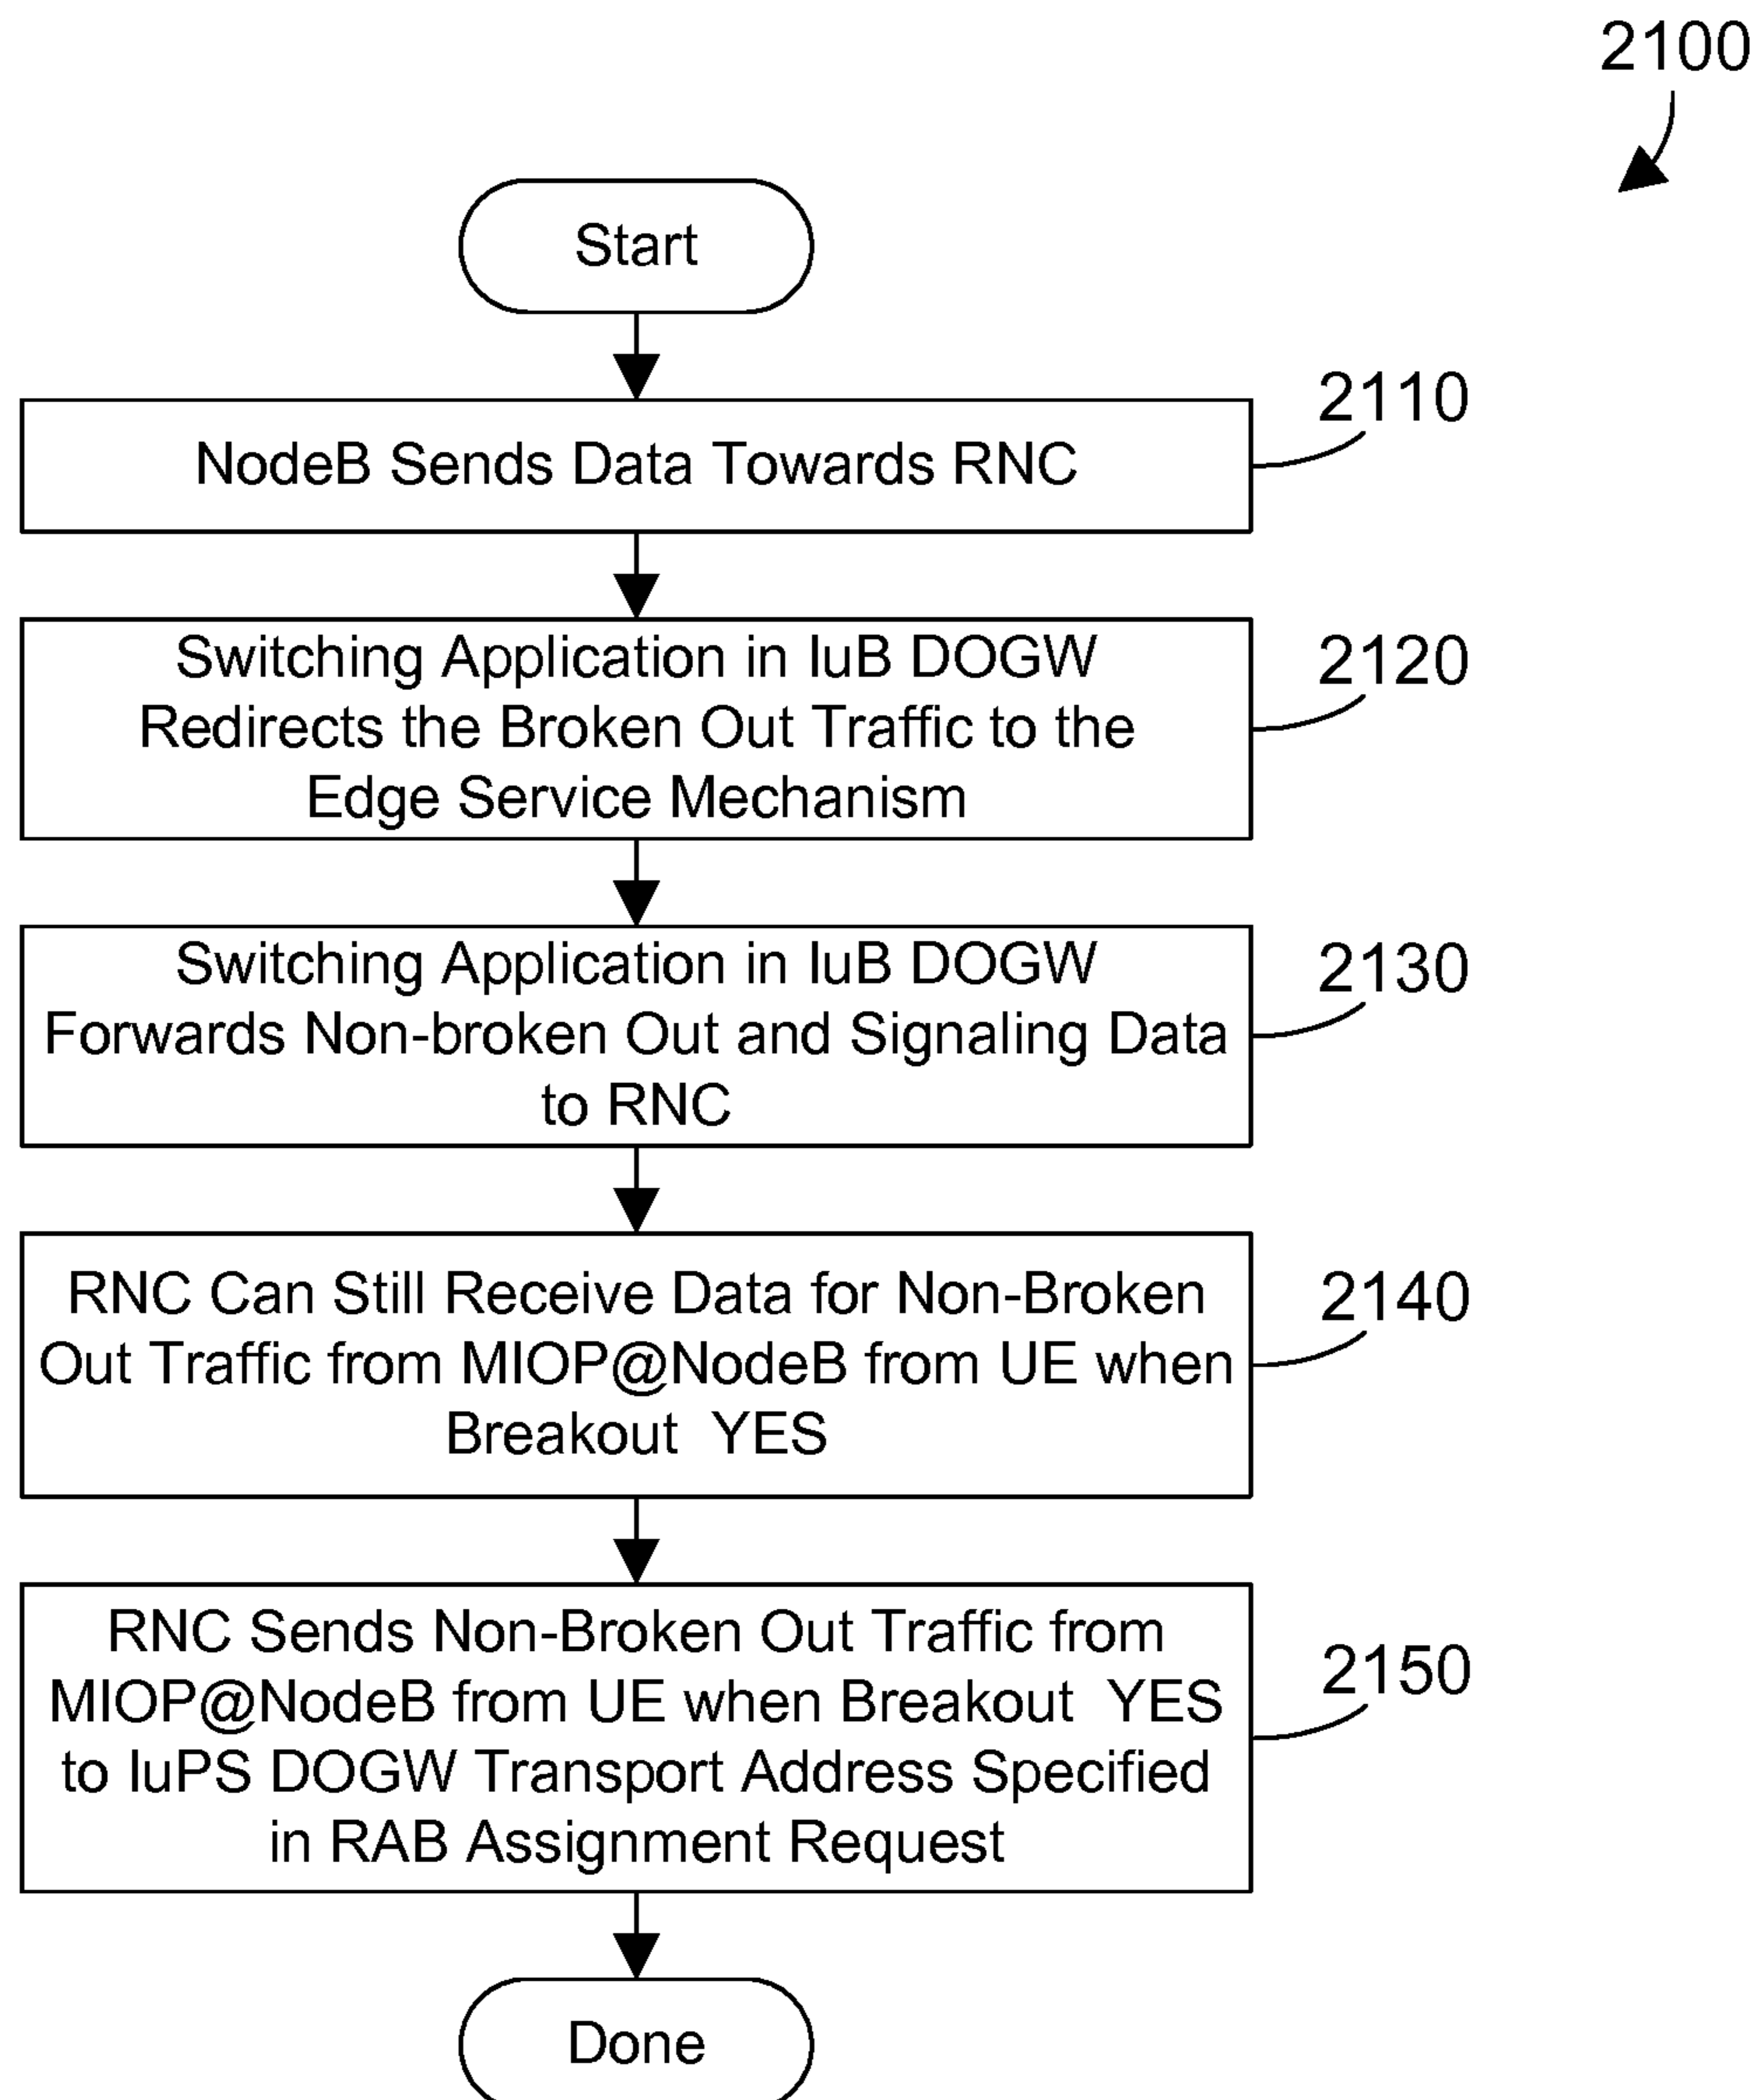 2100
Start
NodeB Sends Data Towards RNC
2110
Switching Application in IuB DOGW
Redirects the Broken Out Traffic to the
Edge Service Mechanism
2120
Switching Application in IuB DOGW
Forwards Non-broken Out and Signaling Data
to RNC
2130
RNC Can Still Receive Data for Non-Broken
Out Traffic from MIOP@NodeB from UE when
Breakout YES
2140
RNC Sends Non-Broken Out Traffic from
MIOP@NodeB from UE when Breakout YES
to IuPS DOGW Transport Address Specified
in RAB Assignment Request
2150
Done